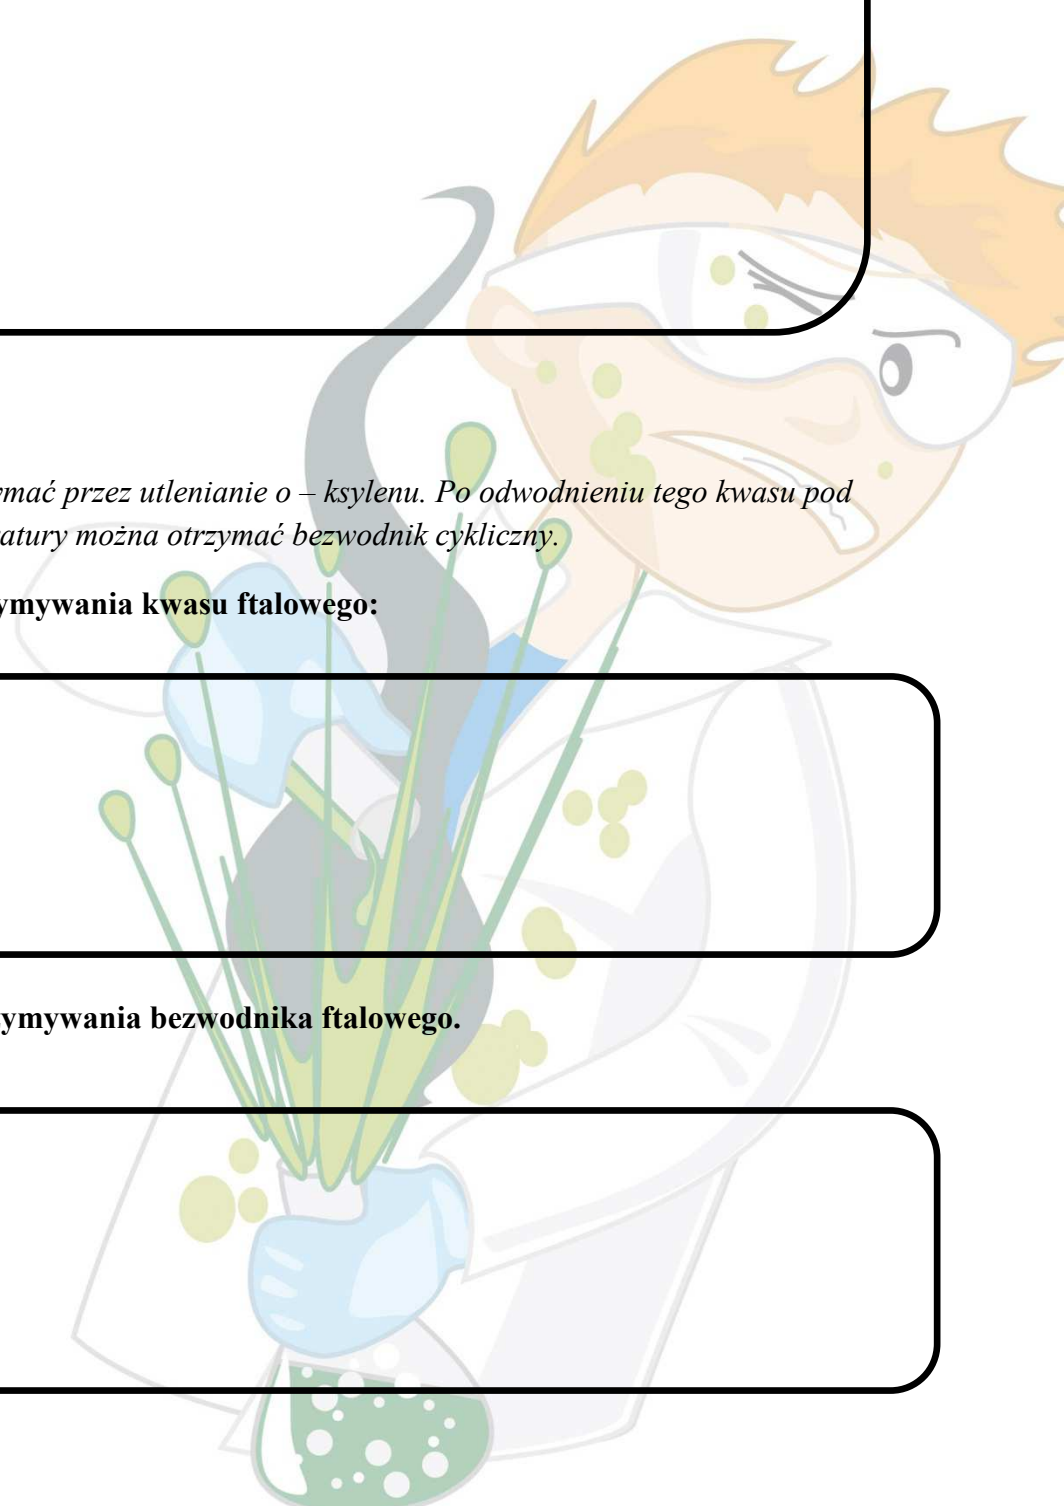 ymać przez utlenianie o – ksylenu. Po odwodnieniu tego kwasu pod
atury można otrzymać bezwodnik cykliczny.
ymywania kwasu ftalowego:
zymywania bezwodnika ftalowego.